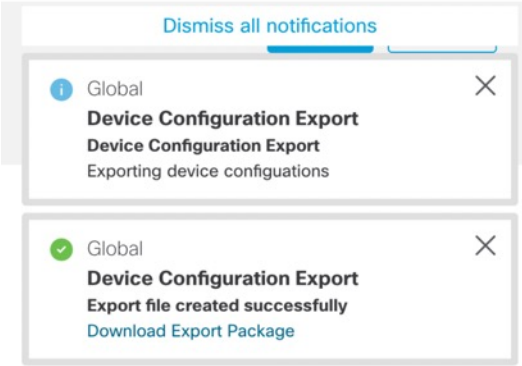 Dismiss all notifications
Global
Device Configuration Export
Device Configuration Export
Exporting device configuations
Global
Device Configuration Export
Export file created successfully
Download Export Package